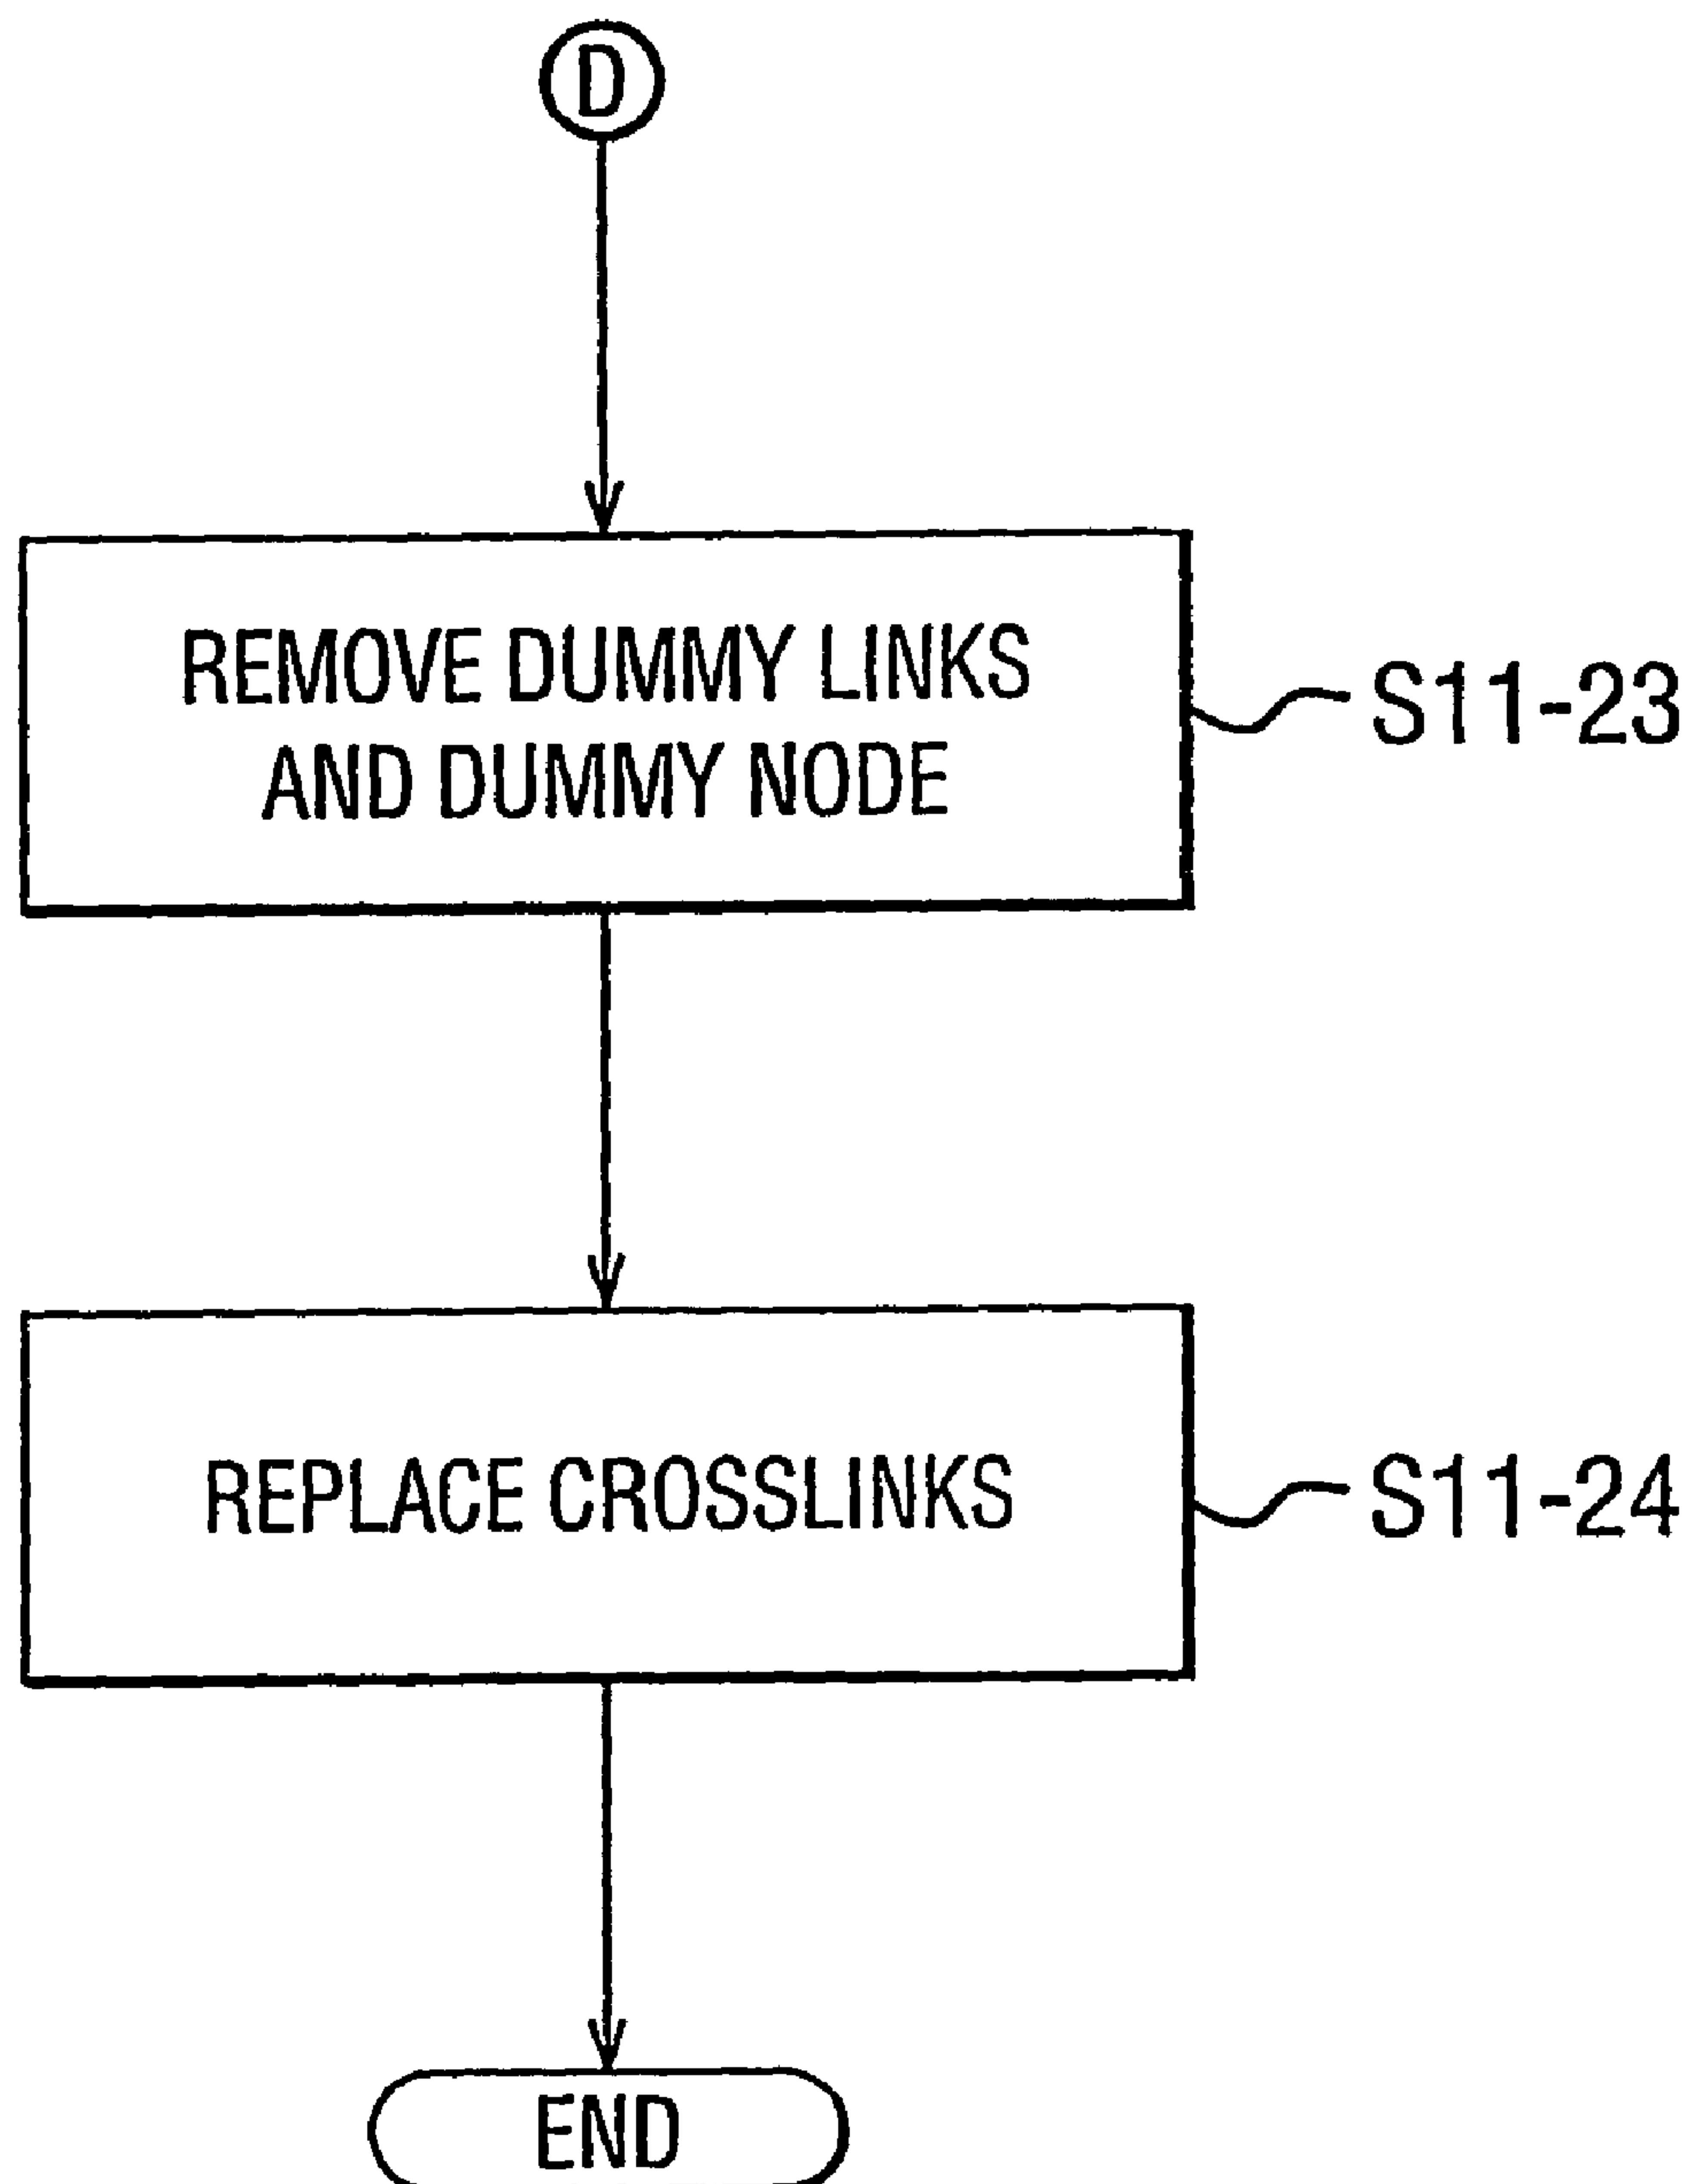 D
REMOVE DUMMY LINKS
AND DUMMY NODE
S11-23
REPLACE CROSSLINKS
S11-24
END